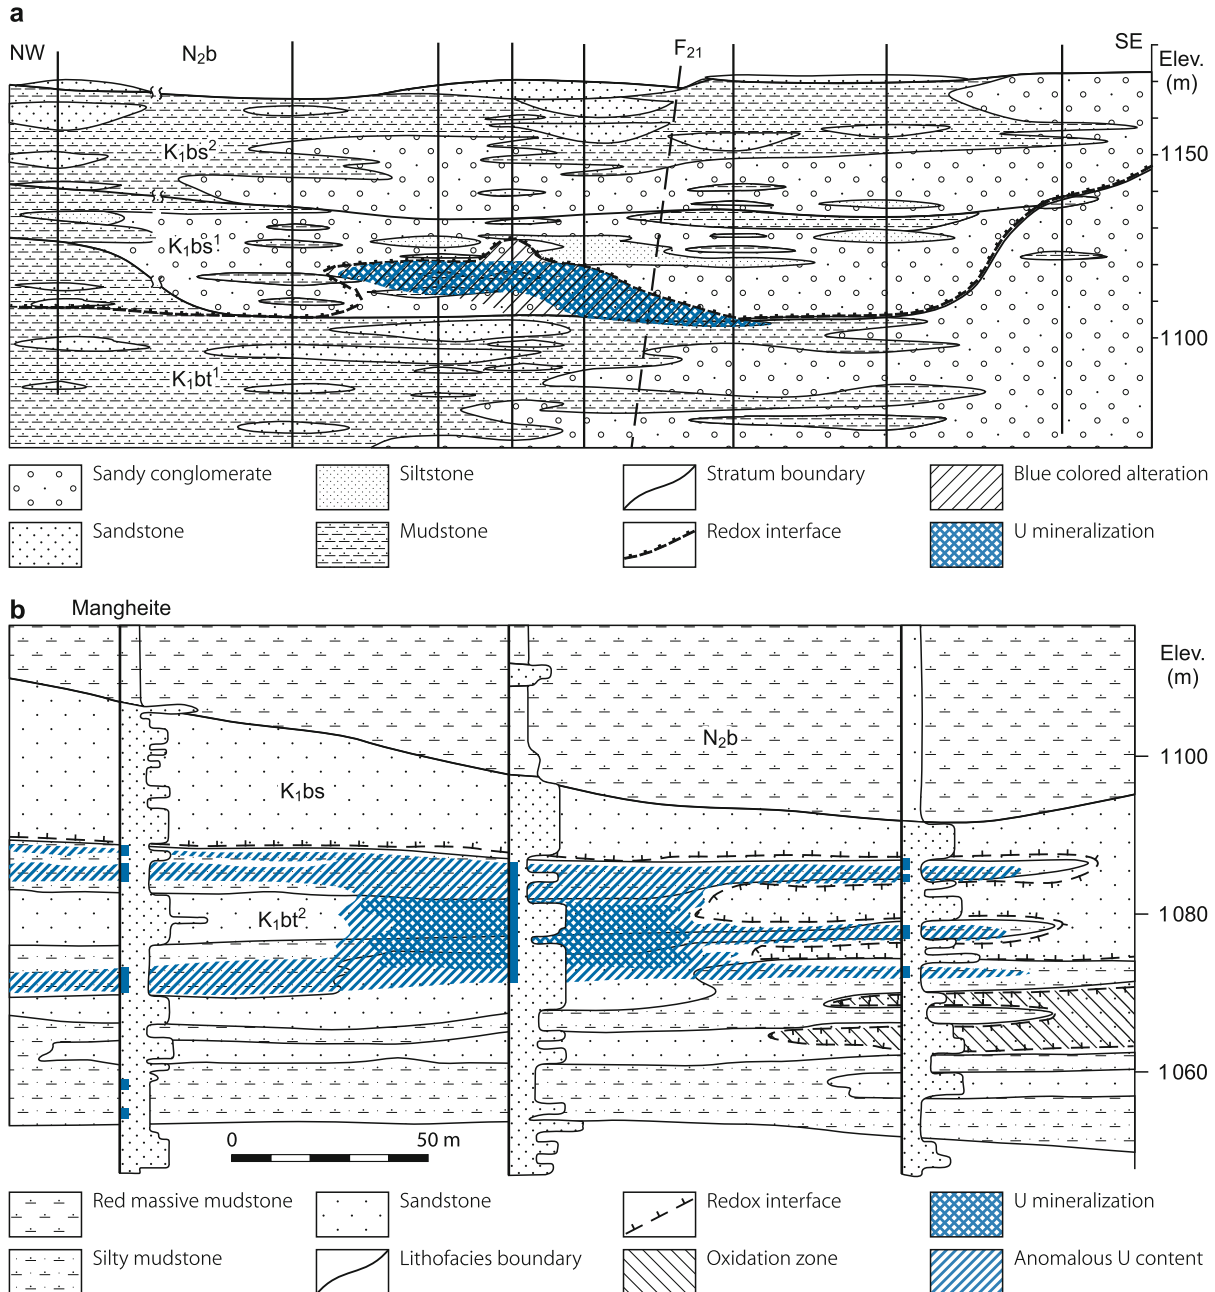 a
NW
N₂b
F₂₁
SE
Elev.
(m)
K₁bs²
1150
K₁bs¹
1100
K₁bt¹
Sandy conglomerate
Siltstone
Stratum boundary
Blue colored alteration
Sandstone
Mudstone
Redox interface
U mineralization
b
Mangheite
Elev.
(m)
N₂b
1100
K₁bs
K₁bt²
1080
1060
0
50 m
Red massive mudstone
Sandstone
Redox interface
U mineralization
Silty mudstone
Lithofacies boundary
Oxidation zone
Anomalous U content